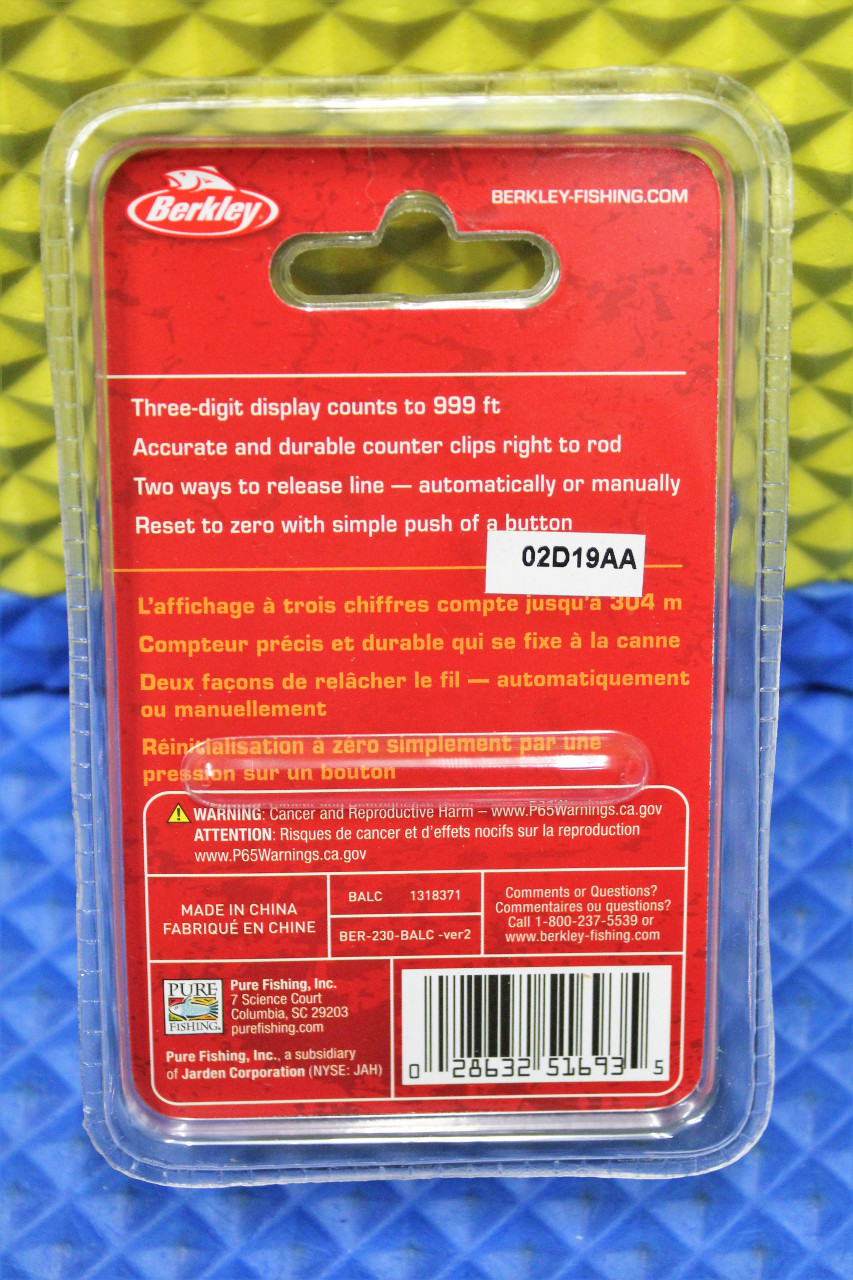 Berkley
BERKLEY-FISHING.COM
Three-digit display counts to 999 ft
Accurate and durable counter clips right to rod
Two ways to release line — automatically or manually
Reset to zero with simple push of a button
02D19AA
L'affichage à trois chiffres compte jusqu'à 304 m
Compteur précis et durable qui se fixe à la canne
Deux façons de relâcher le fil — automatiquement
ou manuellement
Réinitialisation à zéro simplement par une
pression sur un bouton
WARNING: Cancer and Reproductive Harm – www.P65Warnings.ca.gov
ATTENTION: Risques de cancer et d'effets nocifs sur la reproduction
www.P65Warnings.ca.gov
MADE IN CHINA
FABRIQUÉ EN CHINE
BALC 1318371
BER-230-BALC -ver2
Comments or Questions?
Commentaires ou questions?
Call 1-800-237-5539 or
www.berkley-fishing.com
PURE
FISHING.
Pure Fishing, Inc.
7 Science Court
Columbia, SC 29203
purefishing.com
Pure Fishing, Inc., a subsidiary
of Jarden Corporation (NYSE: JAH)
0 28632 51693 5